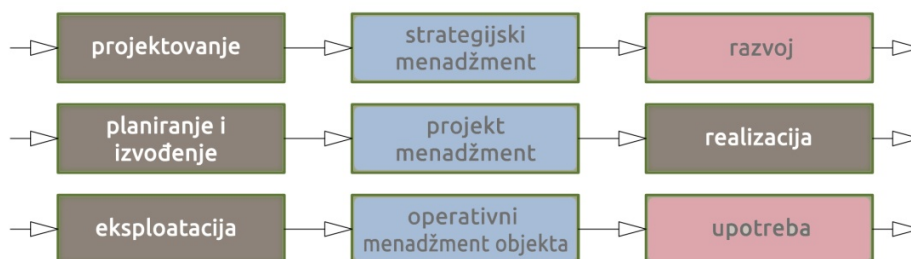 projektovanje
strategijski
menadžment
razvoj
planiranje i
izvođenje
projekt
menadžment
realizacija
eksploatacija
operativni
menadžment objekta
upotreba